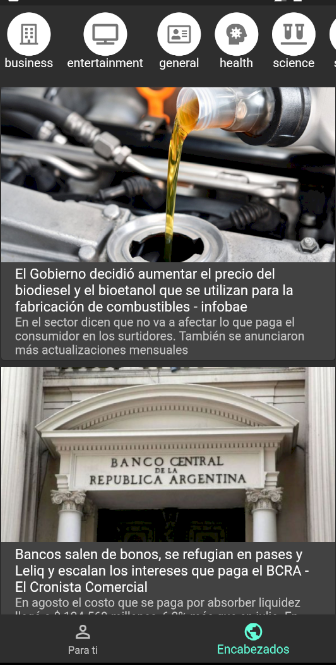 business entertainment general health science
El Gobierno decidió aumentar el precio del
biodiesel y el bioetanol que se utilizan para la
fabricación de combustibles - infobae
En el sector dicen que no va a afectar lo que paga el
consumidor en los surtidores. También se anunciaron
más actualizaciones mensuales
BANCO CENTRAL
DE LA
REPUBLICA ARGENTINA
Bancos salen de bonos, se refugian en pases y
Leliq y escalan los intereses que paga el BCRA -
El Cronista Comercial
En agosto el costo que se paga por absorber liquidez
Para ti Encabezados